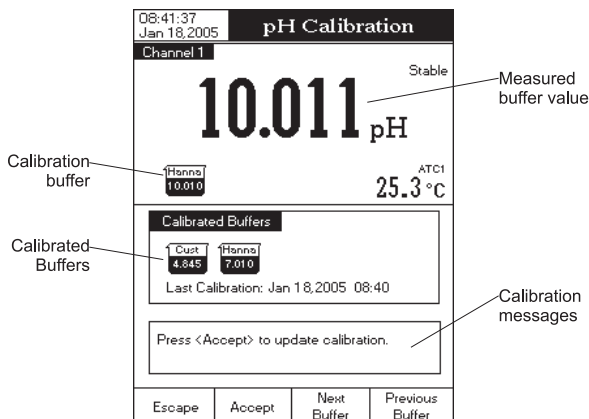 08:41:37
Jan 18,2005
pH Calibration
Channel 1
Stable
10.011 pH
Measured
buffer value
Calibration
buffer
Hanna
10.010
ATC1
25.3 °C
Calibrated Buffers
Calibrated
Buffers
Cust
4.845
Hanna
7.010
Last Calibration: Jan 18,2005 08:40
Calibration
messages
Press <Accept> to update calibration.
Escape
Accept
Next
Buffer
Previous
Buffer